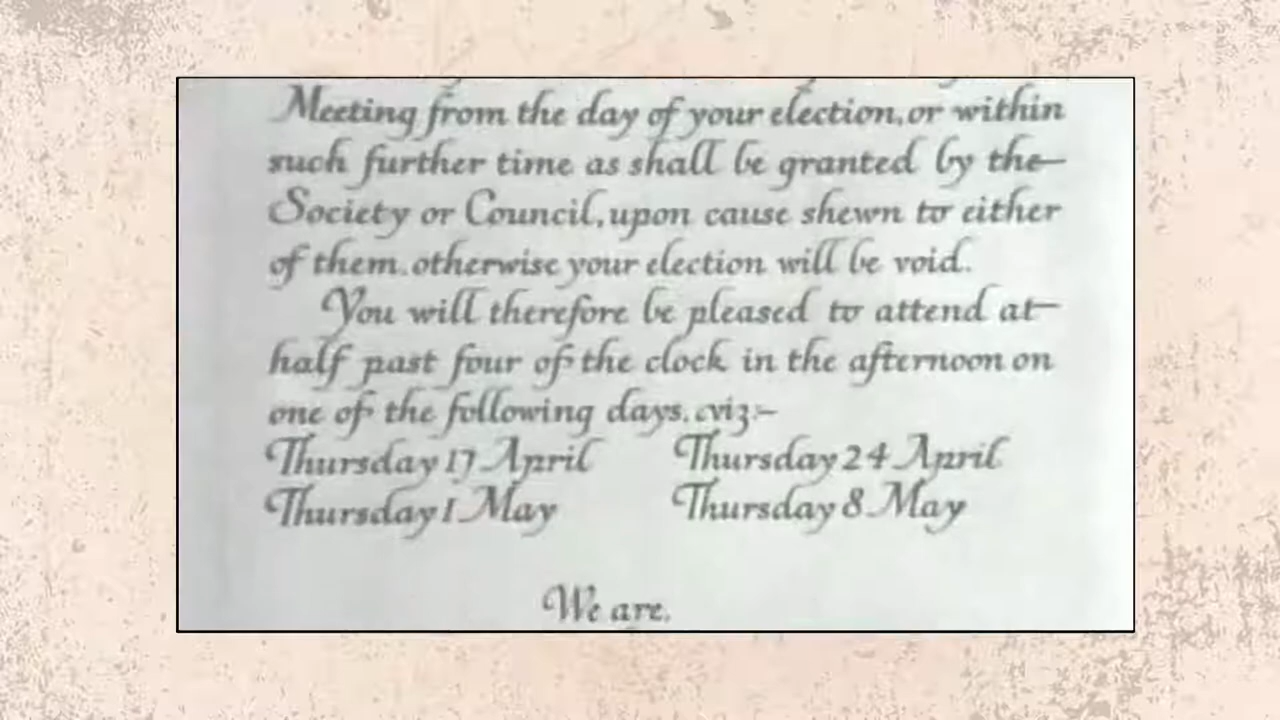 Meeting from the day of your election, or within
such further time as shall be granted by the
Society or Council, upon cause shewn to either
of them, otherwise your election will be void.
You will therefore be pleased to attend at
half past four of the clock in the afternoon on
one of the following days, viz:-
Thursday 17 April Thursday 24 April
Thursday 1 May Thursday 8 May
We are,